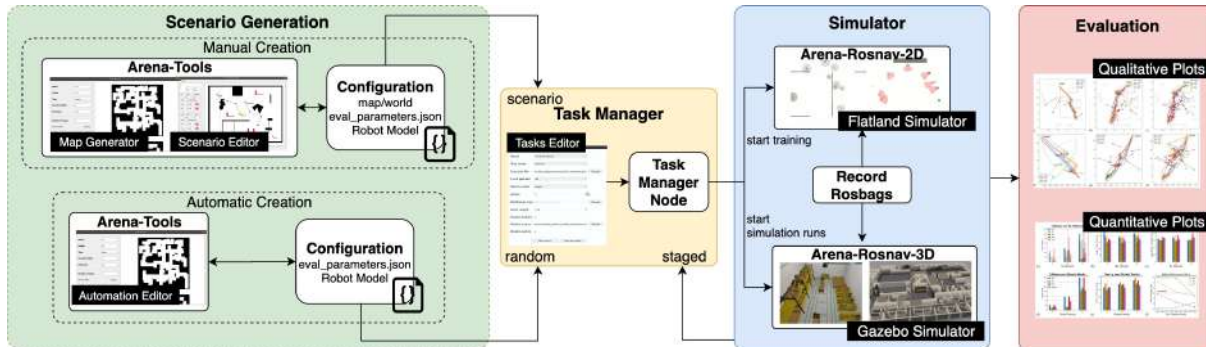 Scenario Generation
Manual Creation
Arena-Tools
Map Generator
Scenario Editor
Configuration
map/world
eval_parameters.json
Robot Model
{}
Automatic Creation
Arena-Tools
Automation Editor
Configuration
eval_parameters.json
Robot Model
{}
scenario
Task Manager
Tasks Editor
Task
Manager
Node
random
staged
Simulator
Arena-Rosnav-2D
Flatland Simulator
start training
Record
Rosbags
start
simulation runs
Arena-Rosnav-3D
Gazebo Simulator
Evaluation
Qualitative Plots
Quantitative Plots